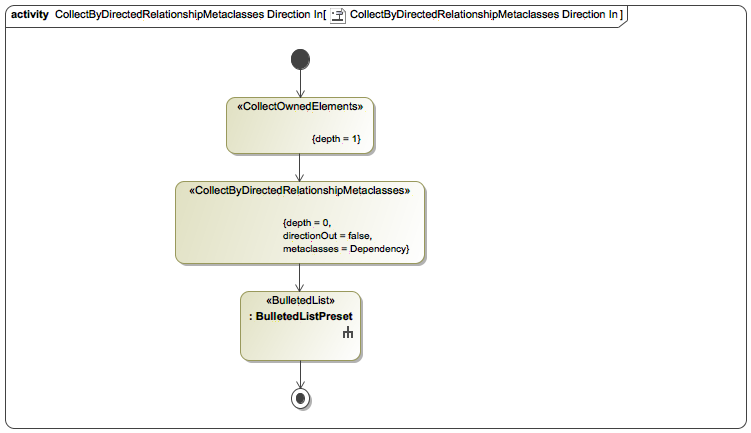 activity CollectByDirectedRelationshipMetaclasses Direction In[ CollectByDirectedRelationshipMetaclasses Direction In ]
«CollectOwnedElements»
{depth = 1}
«CollectByDirectedRelationshipMetaclasses»
{depth = 0,
directionOut = false,
metaclasses = Dependency}
«BulletedList»
: BulletedListPreset